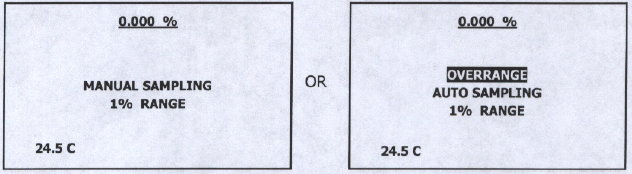 0.000 %
MANUAL SAMPLING
1% RANGE
24.5 C
OR
0.000 %
OVERRANGE
AUTO SAMPLING
1% RANGE
24.5 C